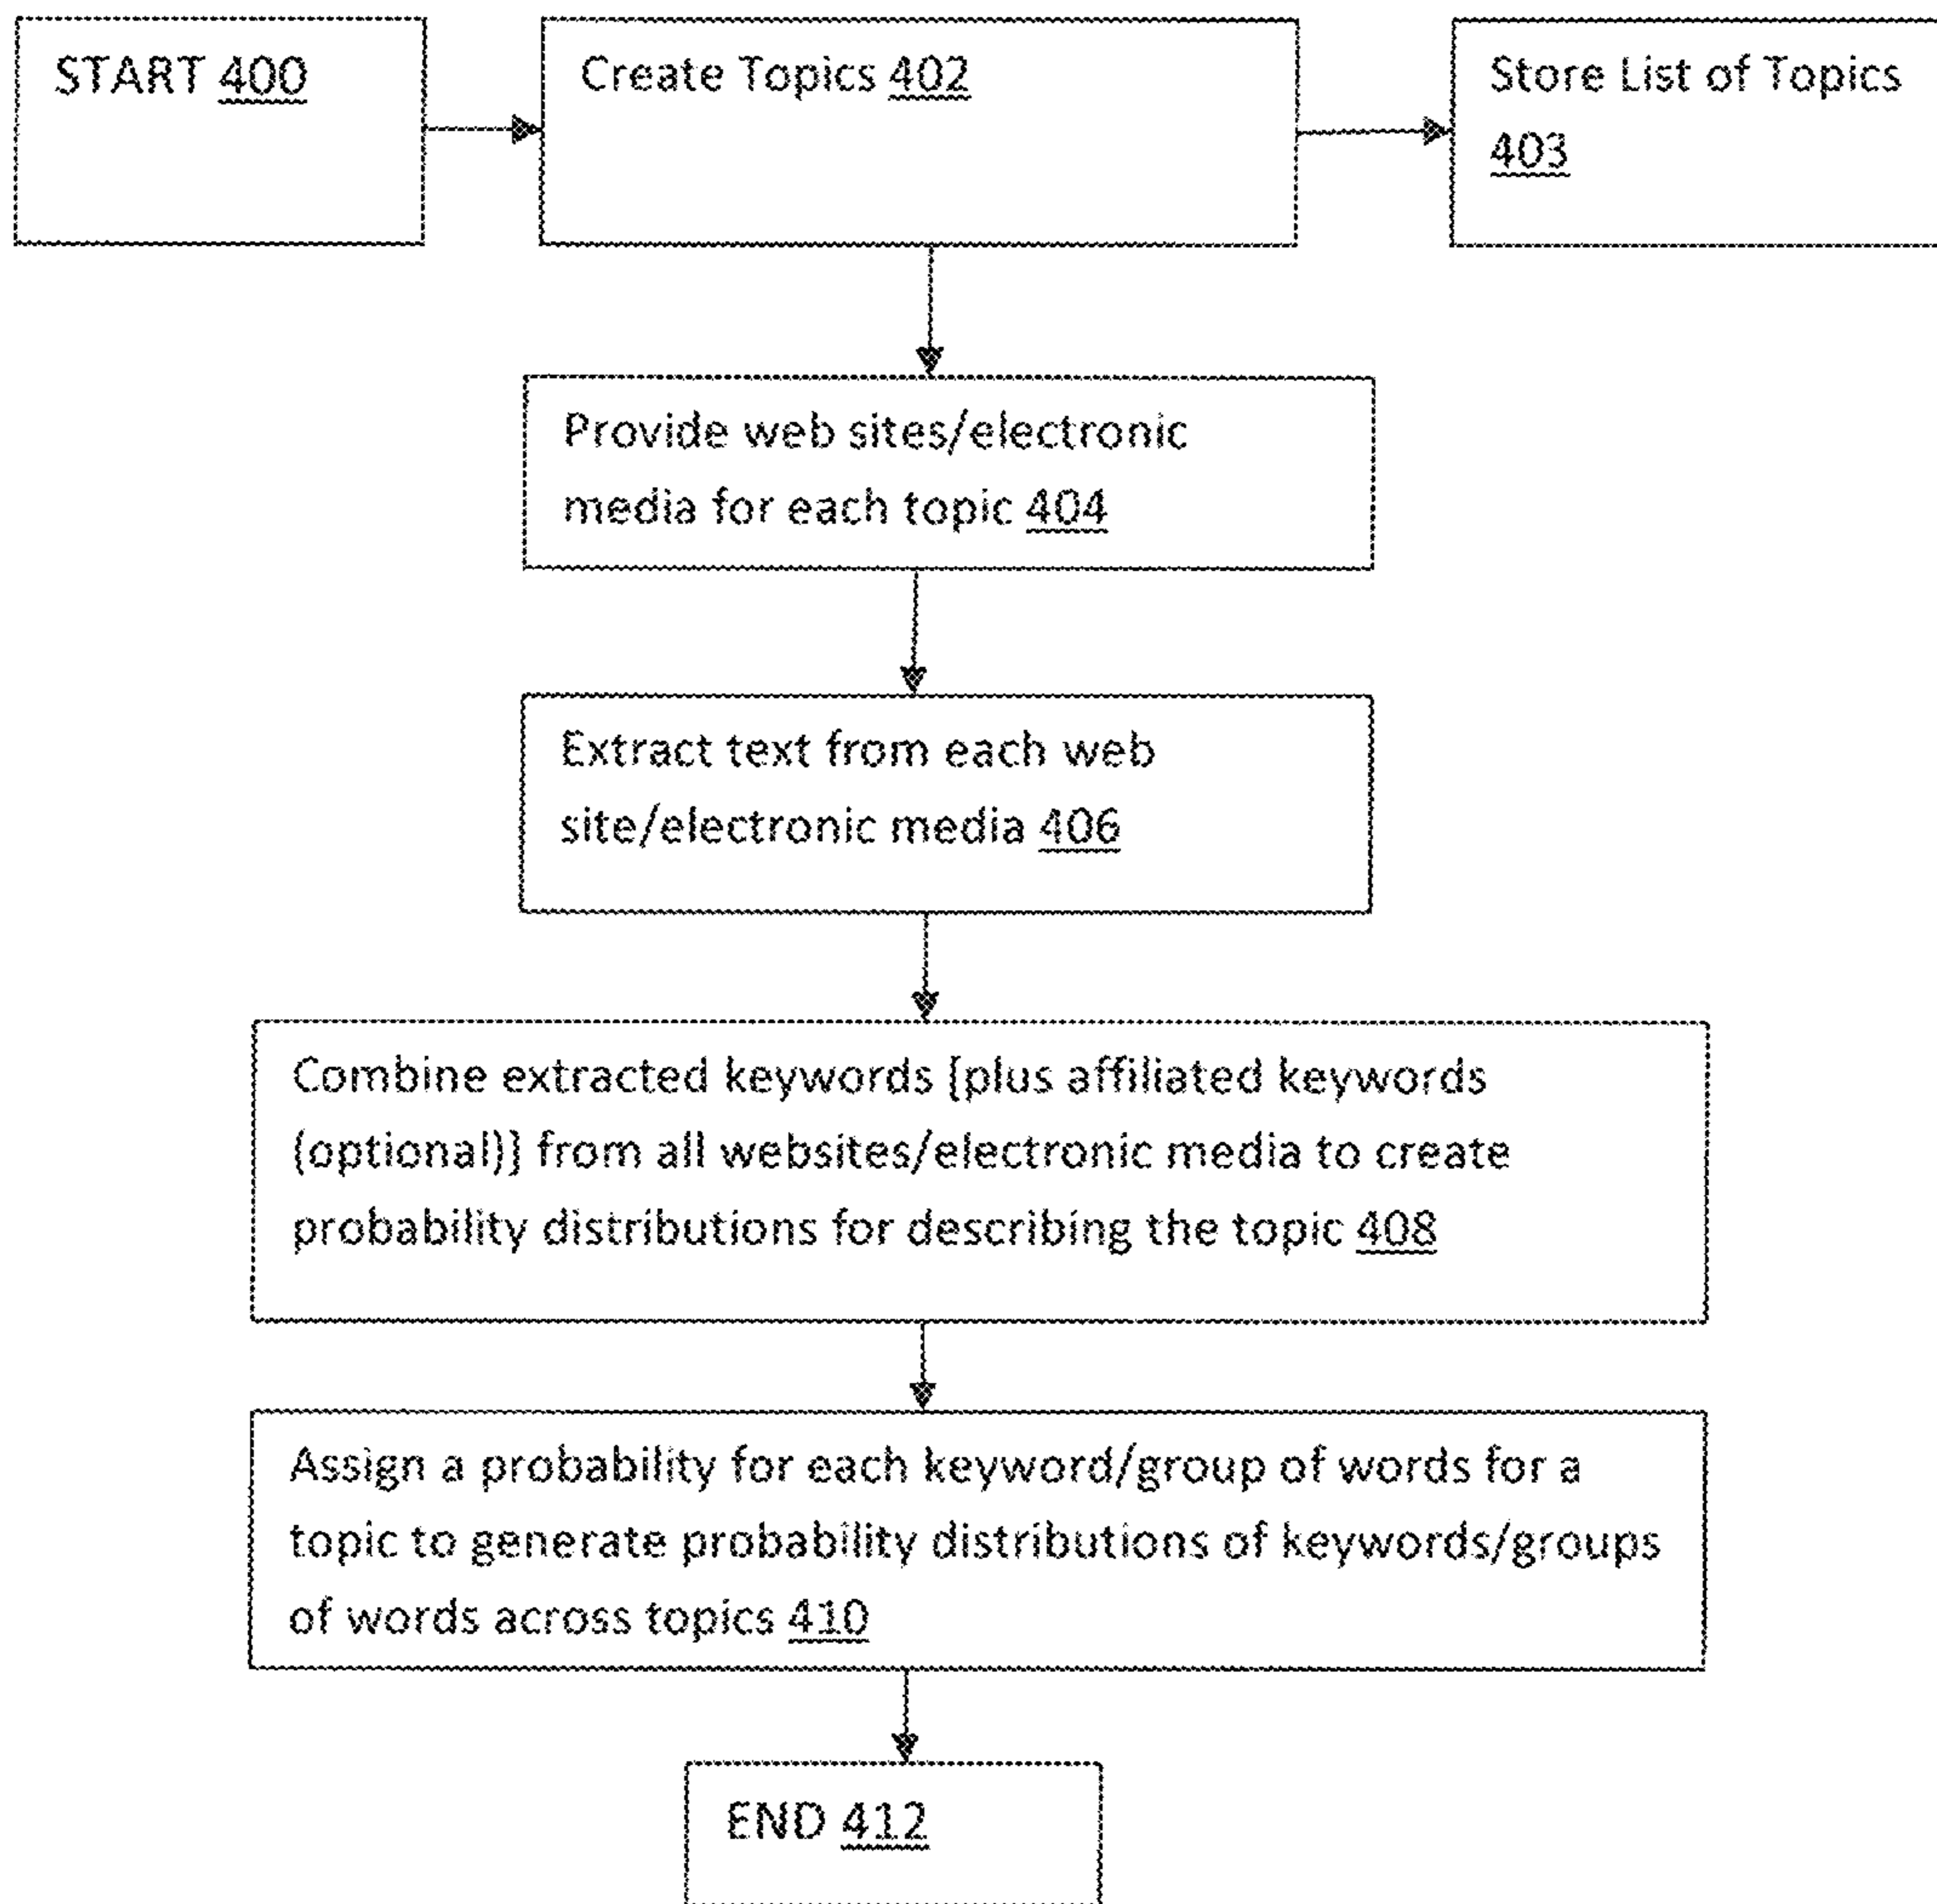 START 400
Create Topics 402
Store List of Topics
403
Provide web sites/electronic
media for each topic 404
Extract text from each web
site/electronic media 406
Combine extracted keywords [plus affiliated keywords
(optional)] from all websites/electronic media to create
probability distributions for describing the topic 408
Assign a probability for each keyword/group of words for a
topic to generate probability distributions of keywords/groups
of words across topics 410
END 412